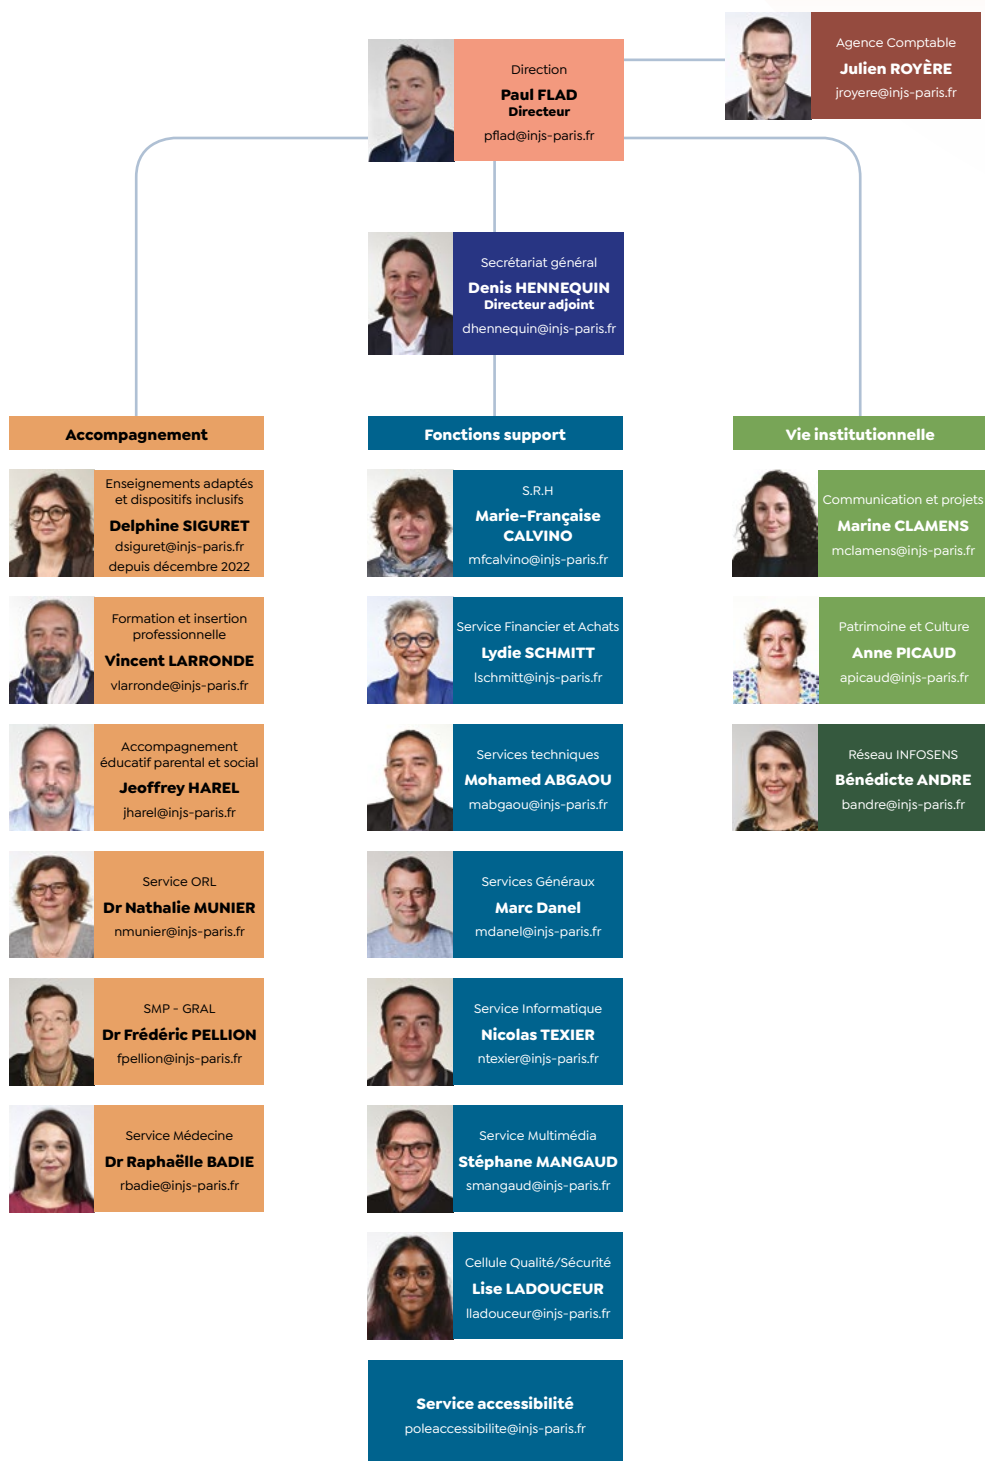 Agence Comptable
Julien ROYÈRE
jroyere@injs-paris.fr
Direction
Paul FLAD
Directeur
pflad@injs-paris.fr
Secrétariat général
Denis HENNEQUIN
Directeur adjoint
dhennequin@injs-paris.fr
Accompagnement
Enseignements adaptés
et dispositifs inclusifs
Delphine SIGURET
dsiguret@injs-paris.fr
depuis décembre 2022
Formation et insertion
professionnelle
Vincent LARRONDE
vlarronde@injs-paris.fr
Accompagnement
éducatif parental et social
Jeoffrey HAREL
jharel@injs-paris.fr
Service ORL
Dr Nathalie MUNIER
nmunier@injs-paris.fr
SMP - GRAL
Dr Frédéric PELLION
fpellion@injs-paris.fr
Service Médecine
Dr Raphaëlle BADIE
rbadie@injs-paris.fr
Fonctions support
S.R.H
Marie-Française
CALVINO
mfcalvino@injs-paris.fr
Service Financier et Achats
Lydie SCHMITT
lschmitt@injs-paris.fr
Services techniques
Mohamed ABGAOU
mabgaou@injs-paris.fr
Services Généraux
Marc Danel
mdanel@injs-paris.fr
Service Informatique
Nicolas TEXIER
ntexier@injs-paris.fr
Service Multimédia
Stéphane MANGAUD
smangaud@injs-paris.fr
Cellule Qualité/Sécurité
Lise LADOUCEUR
lladouceur@injs-paris.fr
Service accessibilité
poleaccessibilite@injs-paris.fr
Vie institutionnelle
Communication et projets
Marine CLAMENS
mclamens@injs-paris.fr
Patrimoine et Culture
Anne PICAUD
apicaud@injs-paris.fr
Réseau INFOSENS
Bénédicte ANDRE
bandre@injs-paris.fr